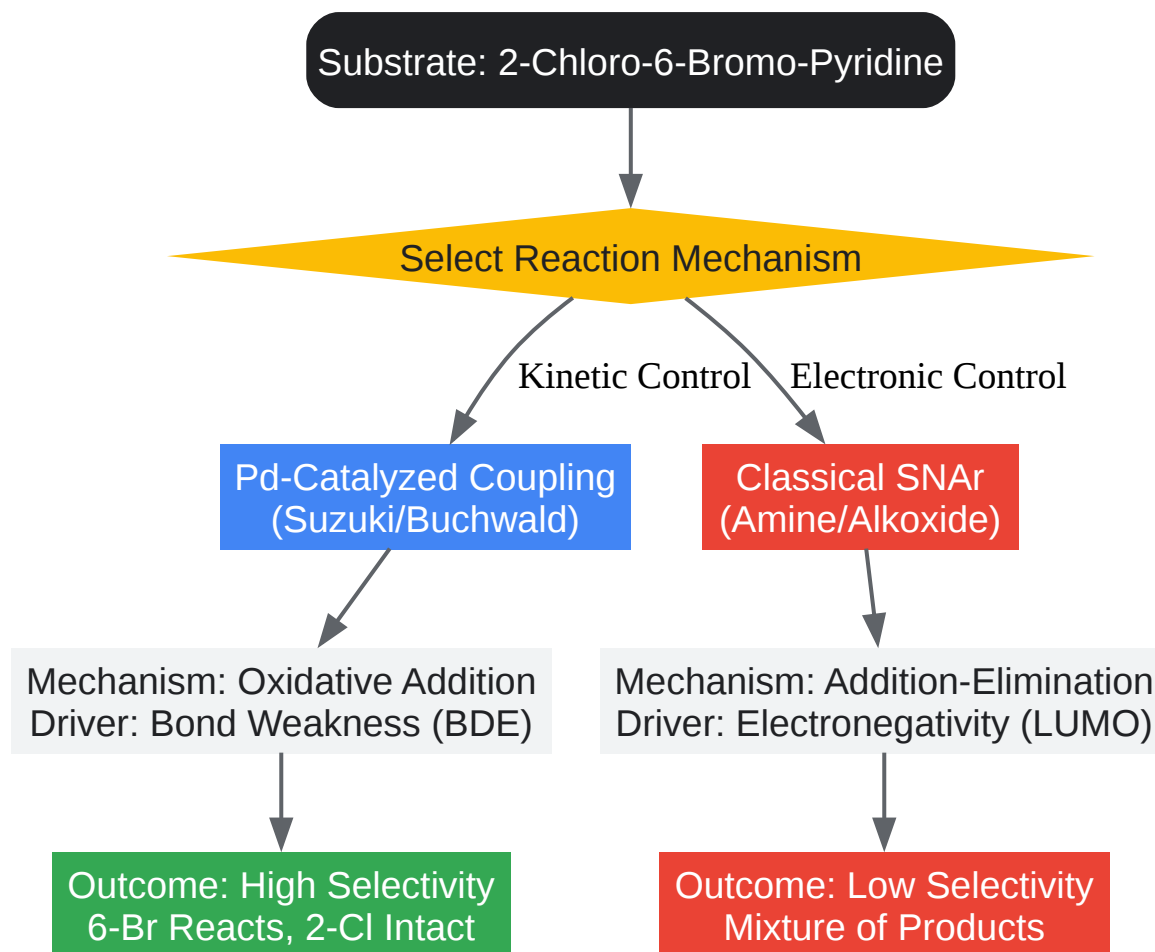 Substrate: 2-Chloro-6-Bromo-Pyridine
Select Reaction Mechanism
Kinetic Control
Electronic Control
Pd-Catalyzed Coupling
(Suzuki/Buchwald)
Classical SNAr
(Amine/Alkoxide)
Mechanism: Oxidative Addition
Driver: Bond Weakness (BDE)
Mechanism: Addition-Elimination
Driver: Electronegativity (LUMO)
Outcome: High Selectivity
6-Br Reacts, 2-Cl Intact
Outcome: Low Selectivity
Mixture of Products